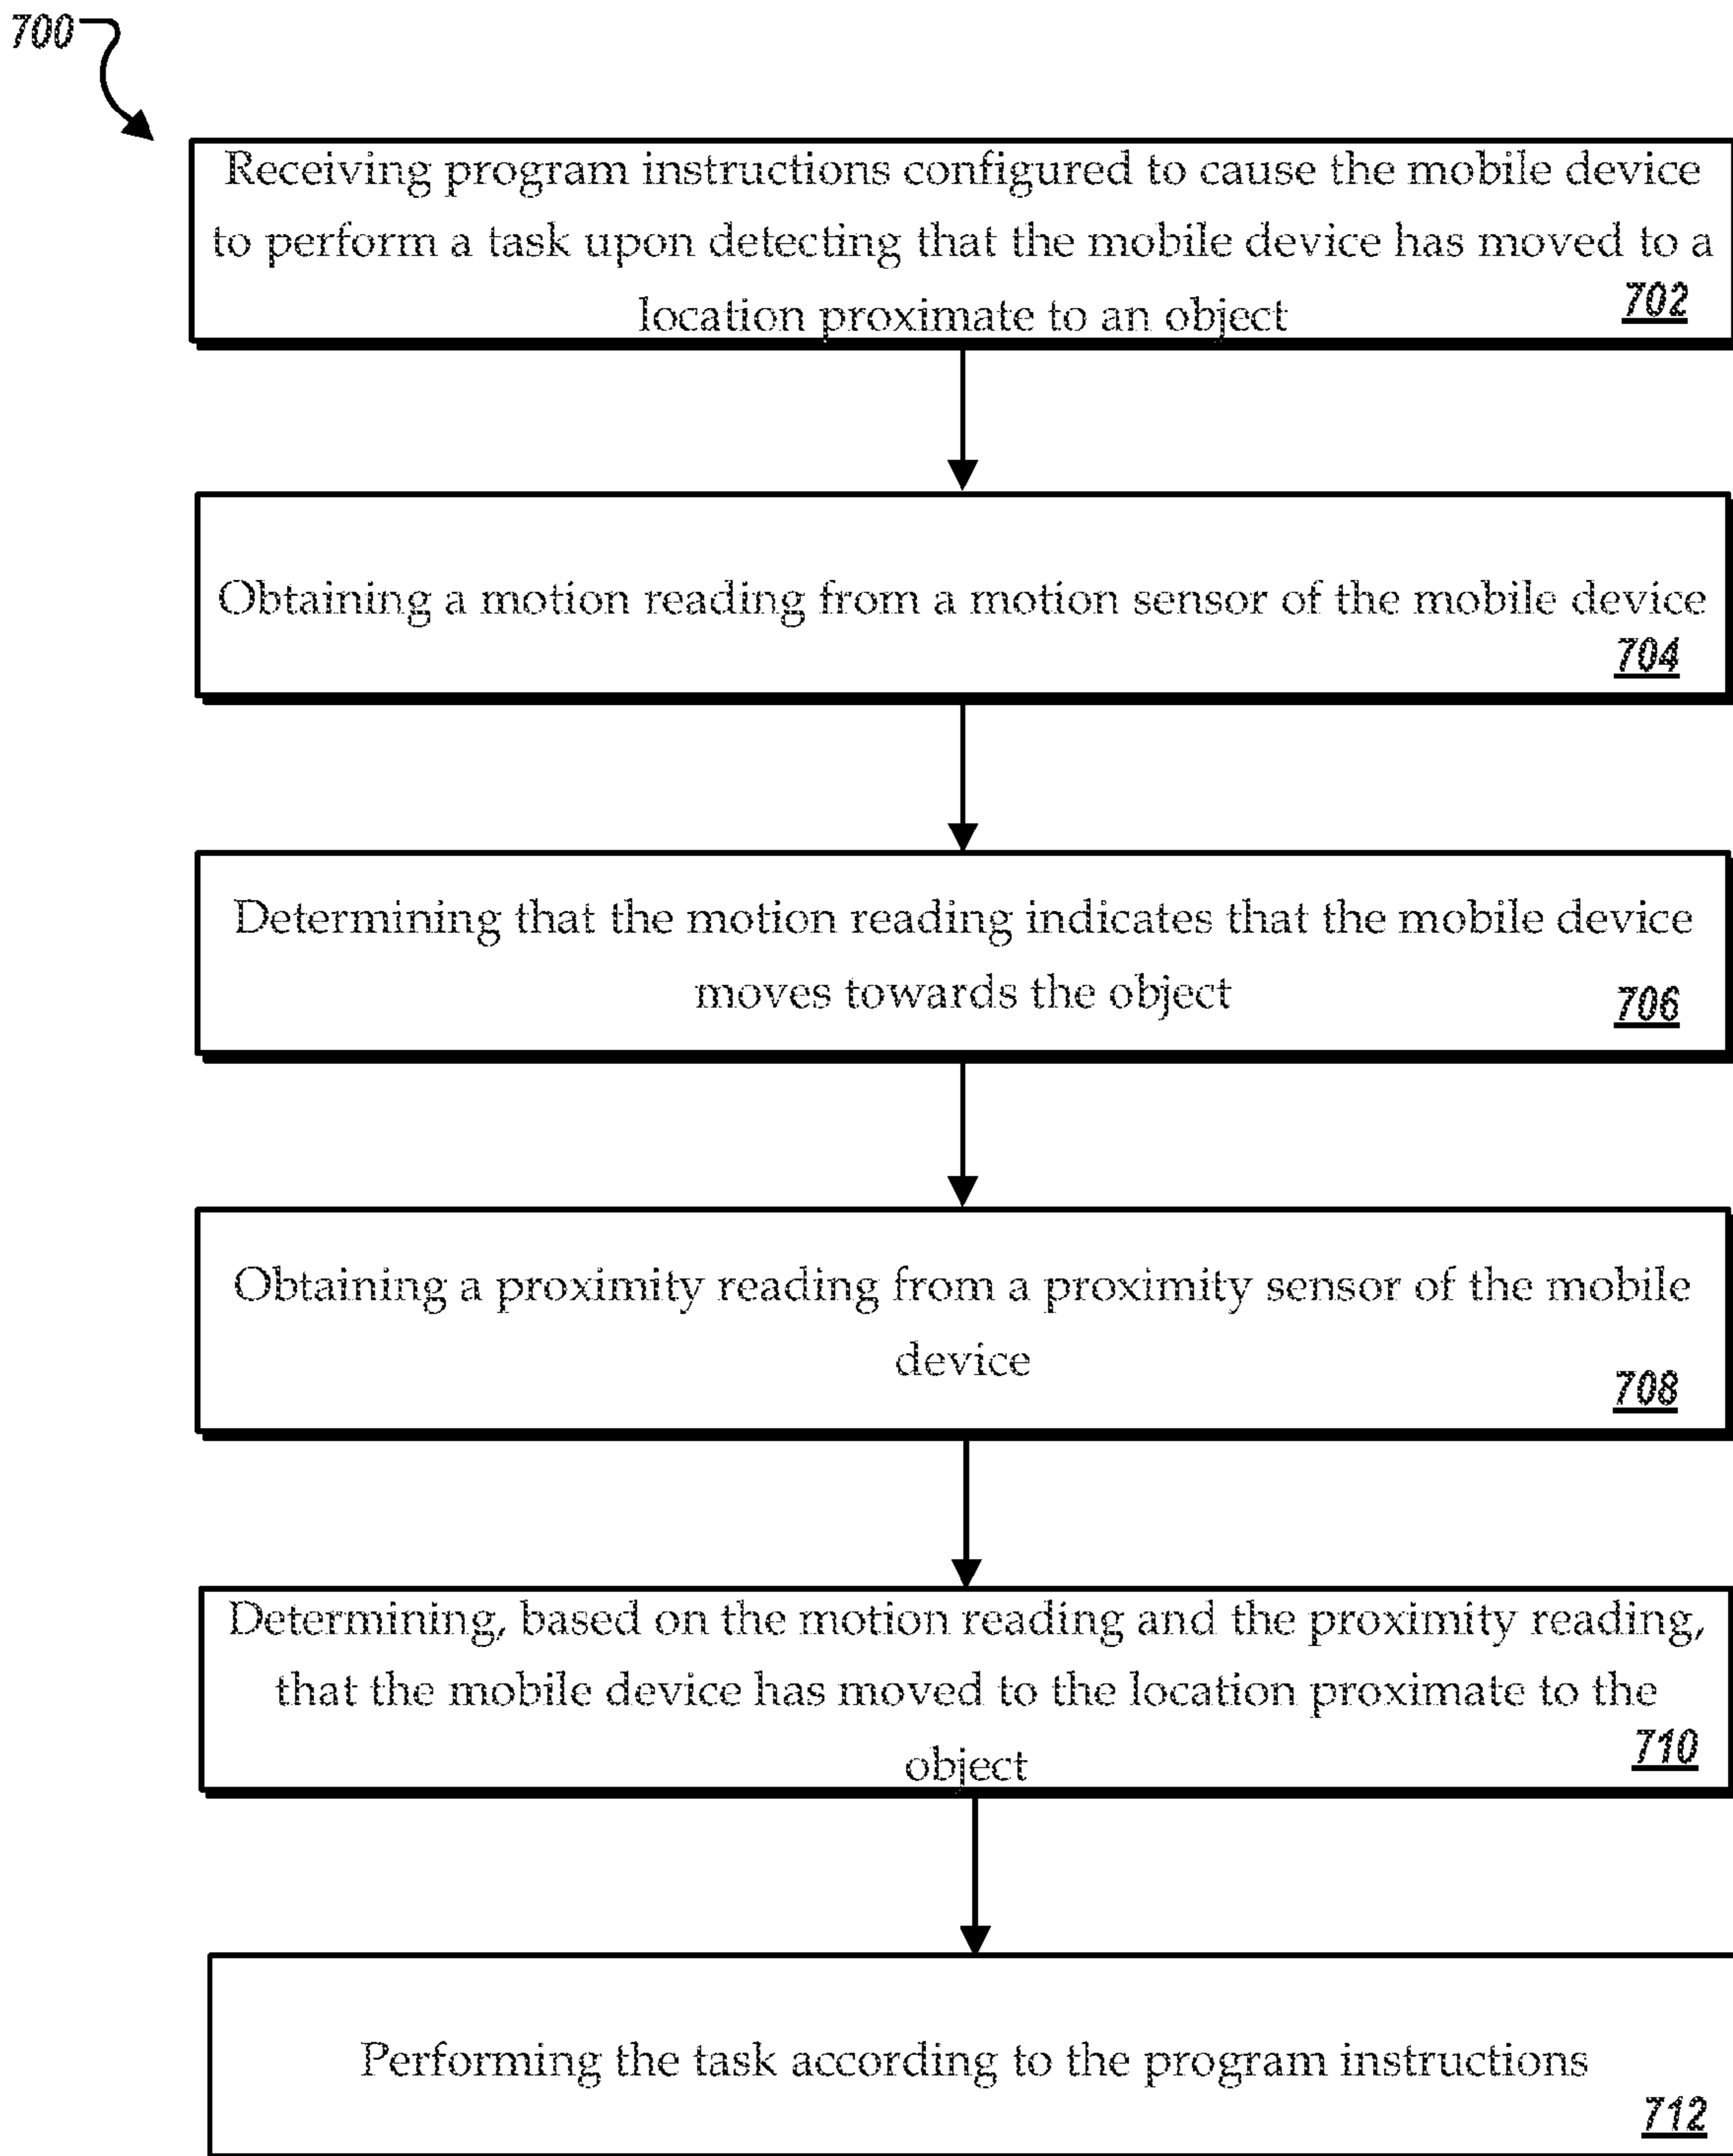 700
Receiving program instructions configured to cause the mobile device
to perform a task upon detecting that the mobile device has moved to a
location proximate to an object
702
Obtaining a motion reading from a motion sensor of the mobile device
704
Determining that the motion reading indicates that the mobile device
moves towards the object
706
Obtaining a proximity reading from a proximity sensor of the mobile
device
708
Determining, based on the motion reading and the proximity reading,
that the mobile device has moved to the location proximate to the
object
710
Performing the task according to the program instructions
712